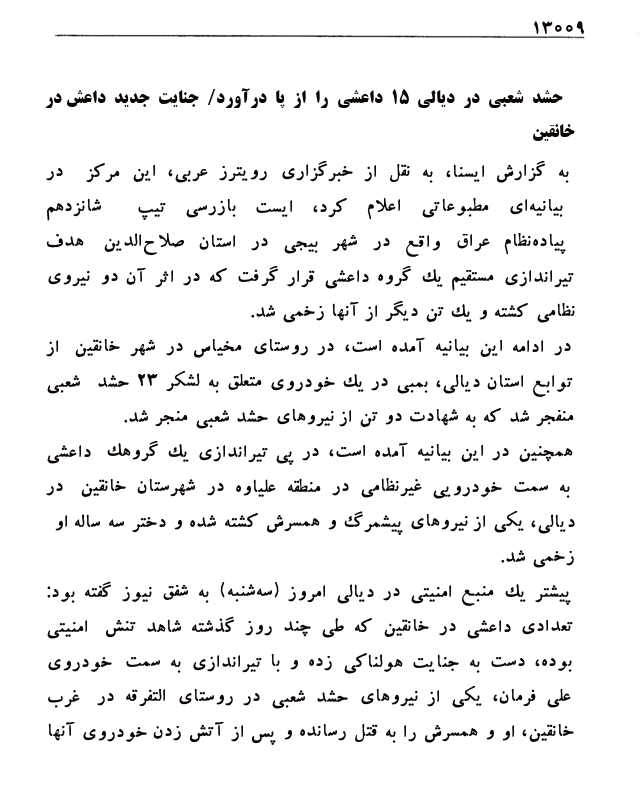 ۱۳۰۰۹
حشد شعبی در دیالی ۱۵ داعشی را از پا درآورد/ جنایت جدید داعش در
خانقین
به گزارش ایسنا، به نقل از خبرگزاری رویترز عربی، این مرکز در
بیانیه‌ای مطبوعاتی اعلام کرد، ایست بازرسی تیپ شانزدهم
پیاده‌نظام عراق واقع در شهر بیجی در استان صلاح‌الدین هدف
تیراندازی مستقیم یك گروه داعشی قرار گرفت که در اثر آن دو نیروی
نظامی کشته و یك تن دیگر از آنها زخمی شد.
در ادامه این بیانیه آمده است، در روستای مخیاس در شهر خانقین از
توابع استان دیالی، بمبی در یك خودروی متعلق به لشکر ۲۳ حشد شعبی
منفجر شد که به شهادت دو تن از نیروهای حشد شعبی منجر شد.
همچنین در این بیانیه آمده است، در پی تیراندازی یك گروهك داعشی
به سمت خودرویی غیرنظامی در منطقه علیاوه در شهرستان خانقین در
دیالی، یکی از نیروهای پیشمرگ و همسرش کشته شده و دختر سه ساله او
زخمی شد.
پیشتر یك منبع امنیتی در دیالی امروز (سه‌شنبه) به شفق نیوز گفته بود:
تعدادی داعشی در خانقین که طی چند روز گذشته شاهد تنش امنیتی
بوده، دست به جنایت هولناکی زده و با تیراندازی به سمت خودروی
علی فرمان، یکی از نیروهای حشد شعبی در روستای التفرقه در غرب
خانقین، او و همسرش را به قتل رسانده و پس از آتش زدن خودروی آنها